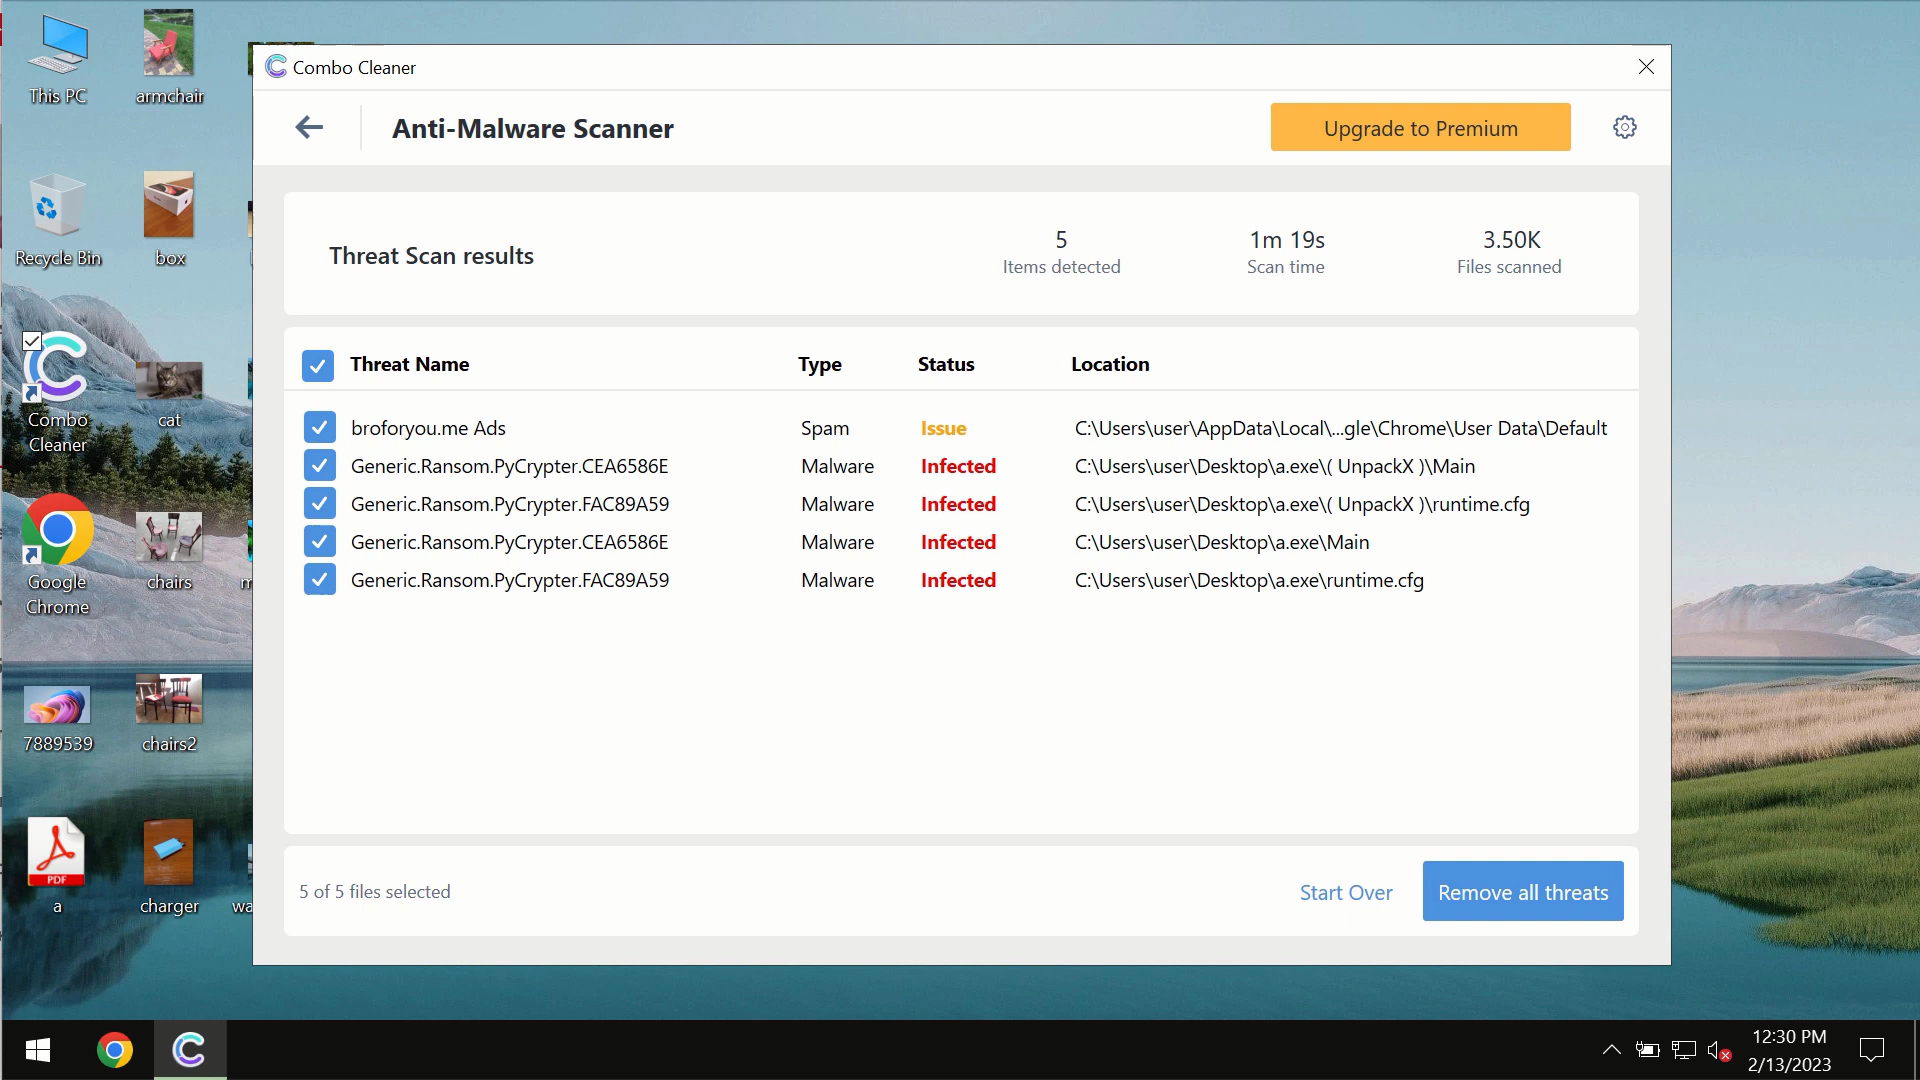 This PC
armchair
Recycle Bin
box
Combo
Cleaner
cat
Google
Chrome
chairs
7889539
chairs2
PDF
a
charger
Combo Cleaner
Anti-Malware Scanner
Upgrade to Premium
Threat Scan results
5
Items detected
1m 19s
Scan time
3.50K
Files scanned
Threat Name Type Status Location
broforyou.me Ads Spam Issue C:\Users\user\AppData\Local\...gle\Chrome\User Data\Default
Generic.Ransom.PyCrypter.CEA6586E Malware Infected C:\Users\user\Desktop\a.exe\( UnpackX )\Main
Generic.Ransom.PyCrypter.FAC89A59 Malware Infected C:\Users\user\Desktop\a.exe\( UnpackX )\runtime.cfg
Generic.Ransom.PyCrypter.CEA6586E Malware Infected C:\Users\user\Desktop\a.exe\Main
Generic.Ransom.PyCrypter.FAC89A59 Malware Infected C:\Users\user\Desktop\a.exe\runtime.cfg
5 of 5 files selected
Start Over
Remove all threats
12:30 PM
2/13/2023